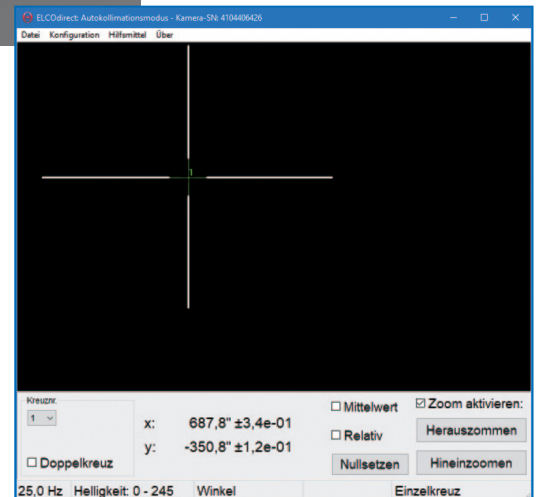 ELCOdirect: Autokollimationsmodus - Kamera-SN: 4104406426
Datei Konfiguration Hilfsmittel Über
1
Kreuznr.
1
Doppelkreuz
x: 687,8" ±3,4e-01
y: -350,8" ±1,2e-01
Mittelwert
Relativ
Nullsetzen
Zoom aktivieren:
Herauszommen
Hineinzoomen
25,0 Hz Helligkeit: 0 - 245 Winkel Einzelkreuz